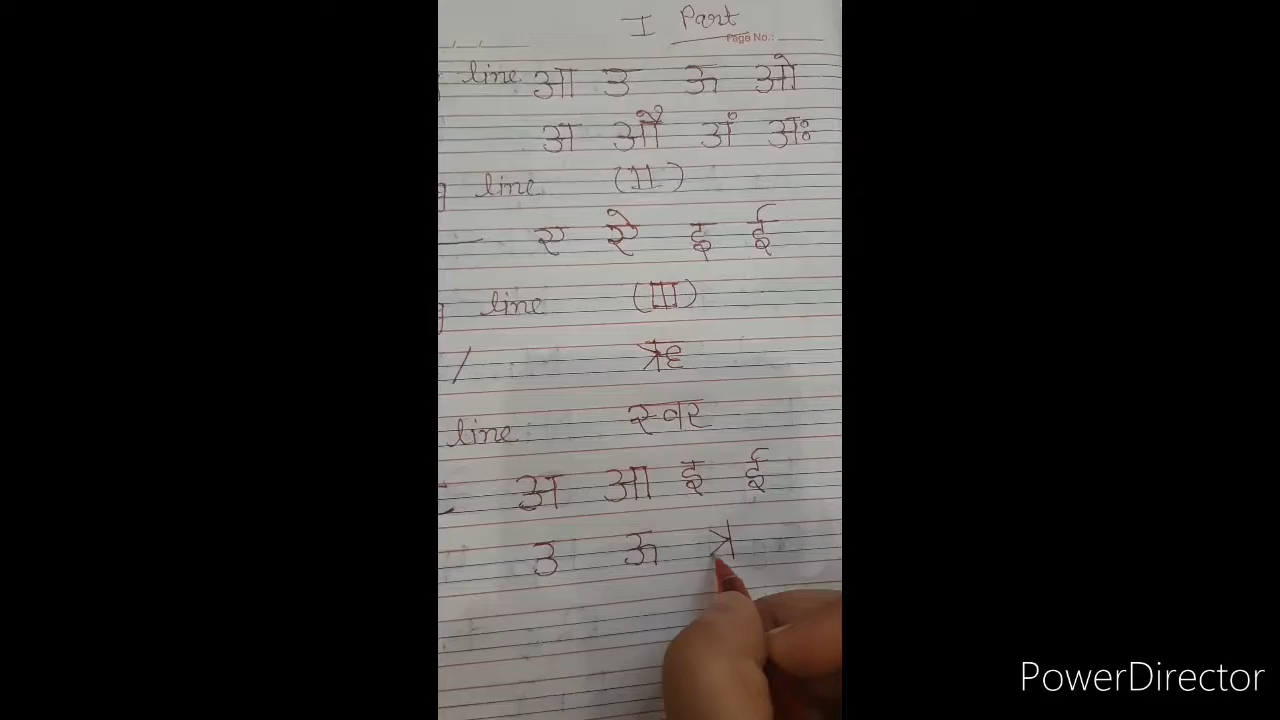 I Part
Page No.:
line आ उ ऊ ओ
अ औ अं अः
line (II)
ए ऐ इ ई
line (III)
ऋ
स्वर
line
अ आ इ ई
उ ऊ
PowerDirector